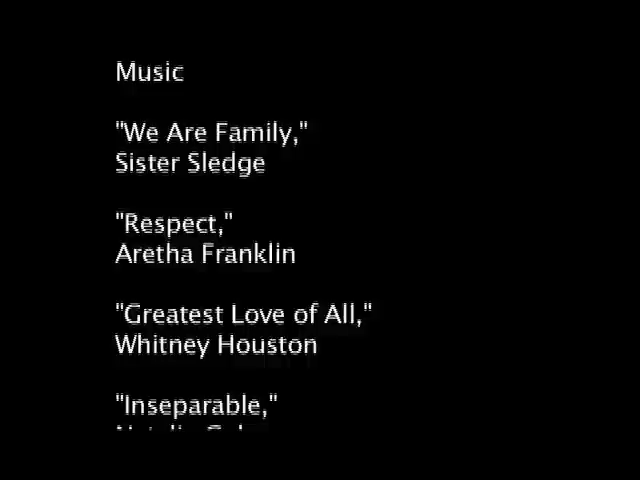 Music
"We Are Family,"
Sister Sledge
"Respect,"
Aretha Franklin
"Greatest Love of All,"
Whitney Houston
"Inseparable,"